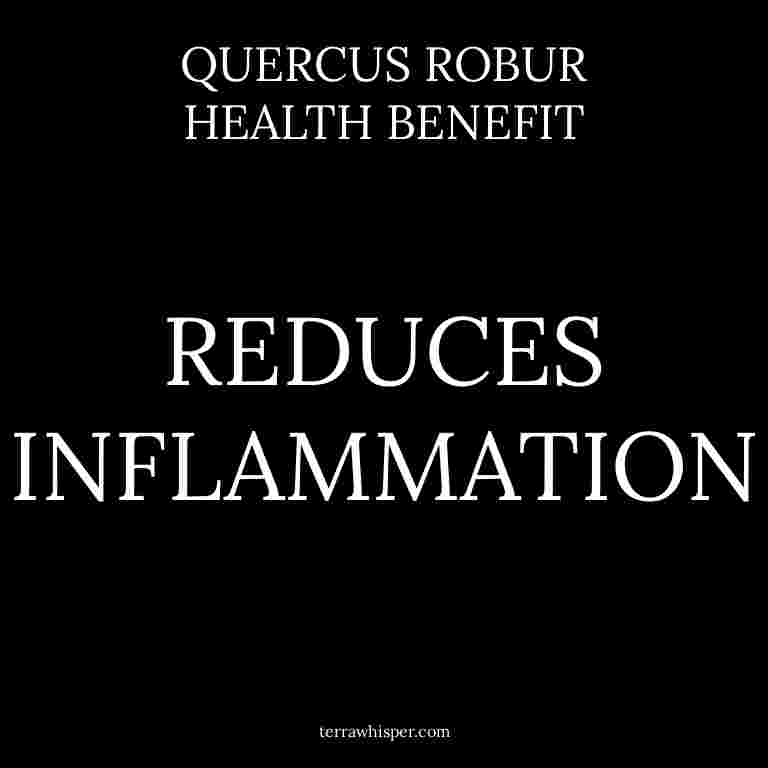 QUERCUS ROBUR
HEALTH BENEFIT
REDUCES
INFLAMMATION
terrawhisper.com